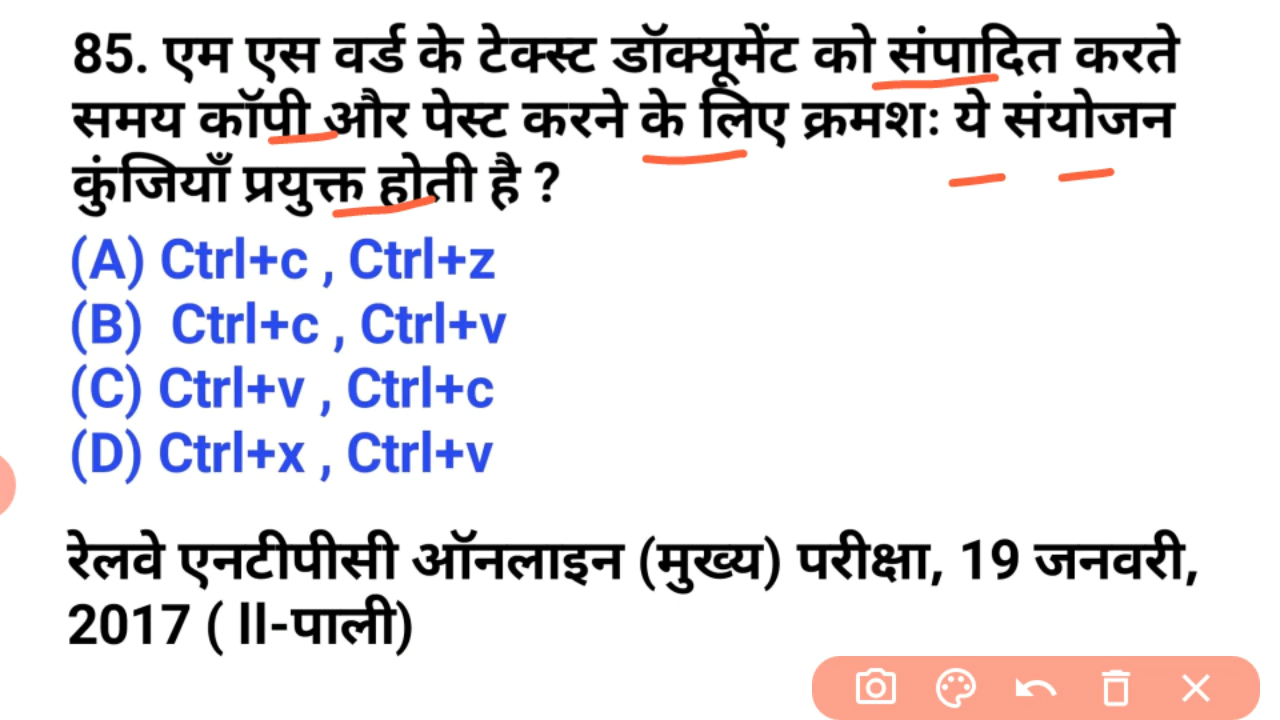 85. एम एस वर्ड के टेक्स्ट डॉक्यूमेंट को संपादित करते
समय कॉपी और पेस्ट करने के लिए क्रमशः ये संयोजन
कुंजियाँ प्रयुक्त होती है ?
(A) Ctrl+c , Ctrl+z
(B) Ctrl+c , Ctrl+v
(C) Ctrl+v , Ctrl+c
(D) Ctrl+x , Ctrl+v
रेलवे एनटीपीसी ऑनलाइन (मुख्य) परीक्षा, 19 जनवरी,
2017 ( ll-पाली)